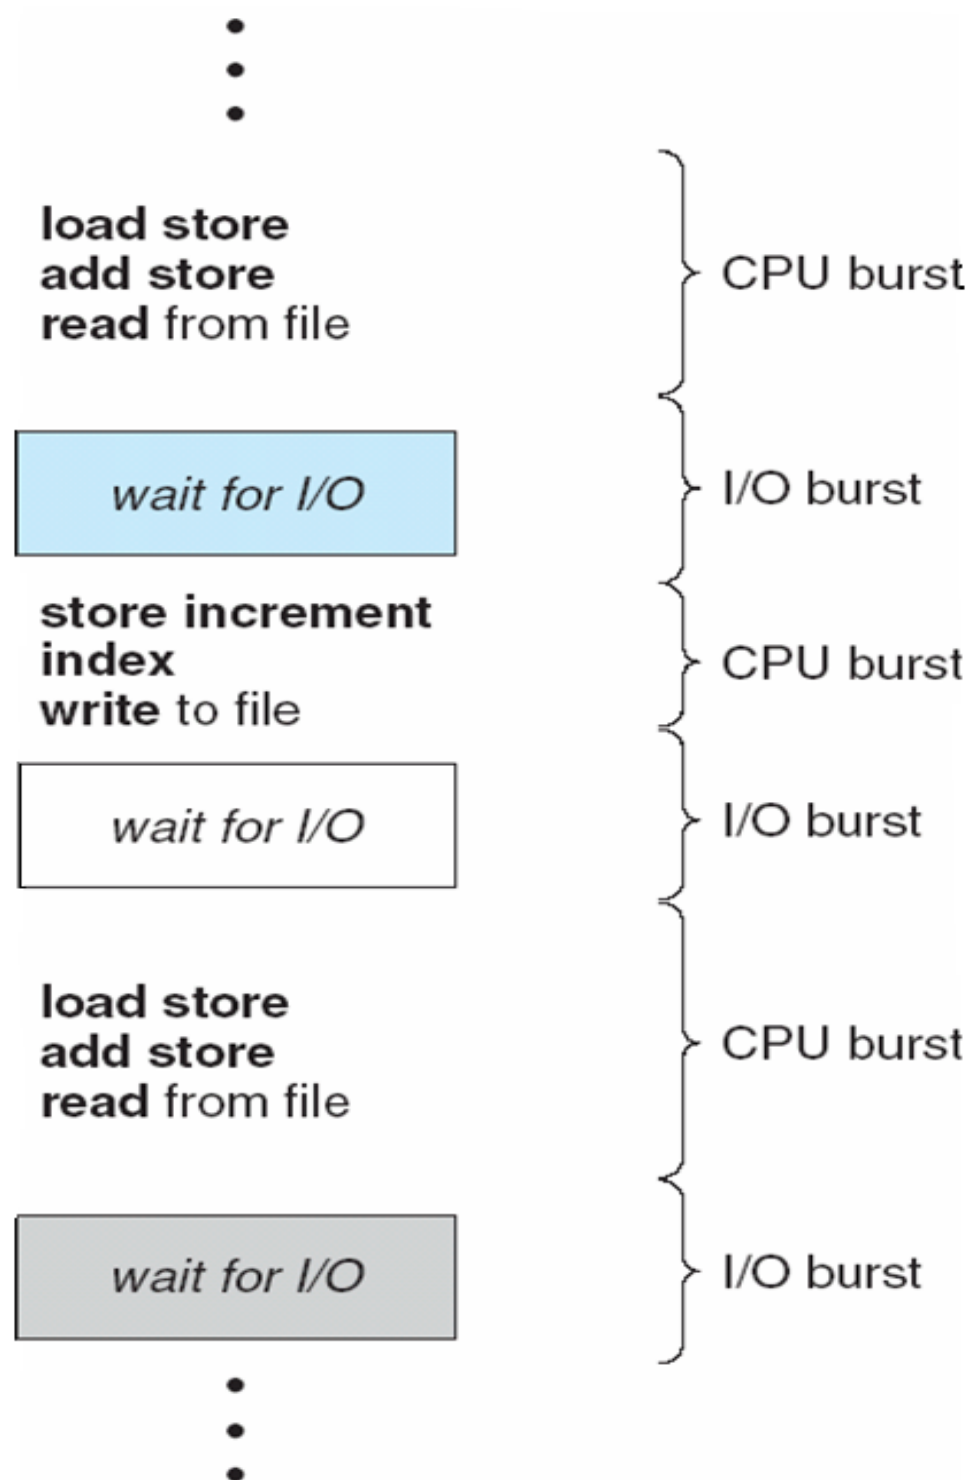 load store
add store
read from file
CPU burst
wait for I/O
I/O burst
store increment
index
write to file
CPU burst
wait for I/O
I/O burst
load store
add store
read from file
CPU burst
wait for I/O
I/O burst